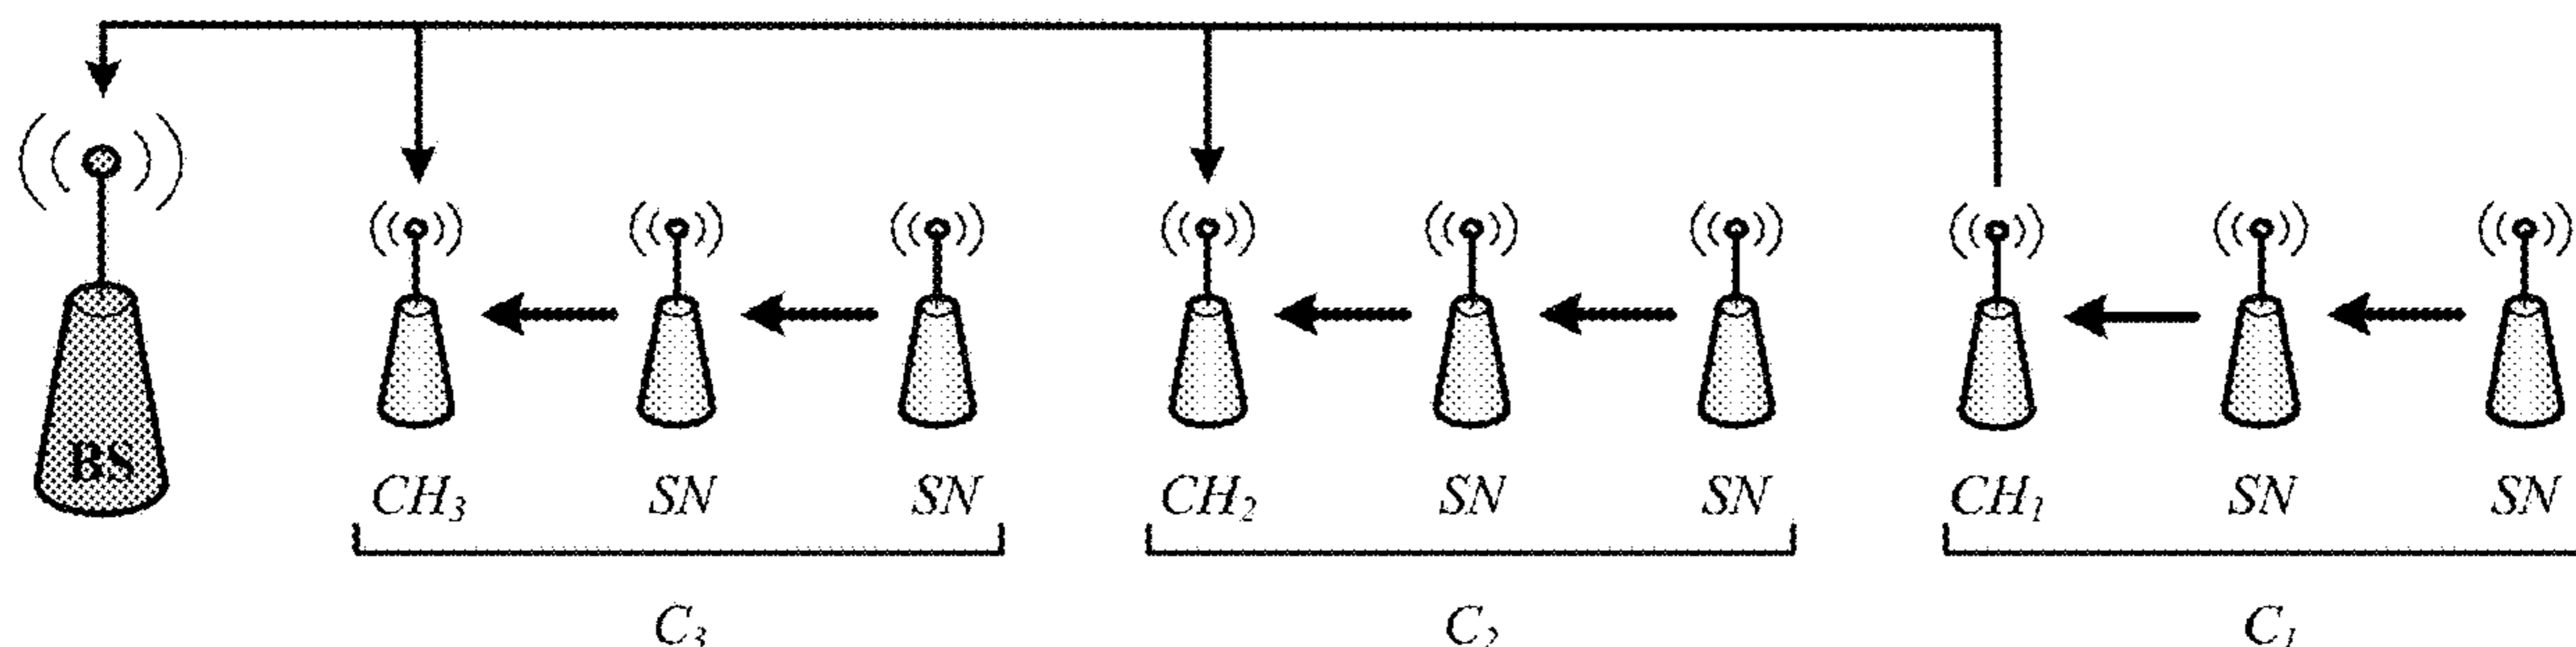 BS
CH₃ SN SN CH₂ SN SN CH₁ SN SN
C₃ C₂ C₁